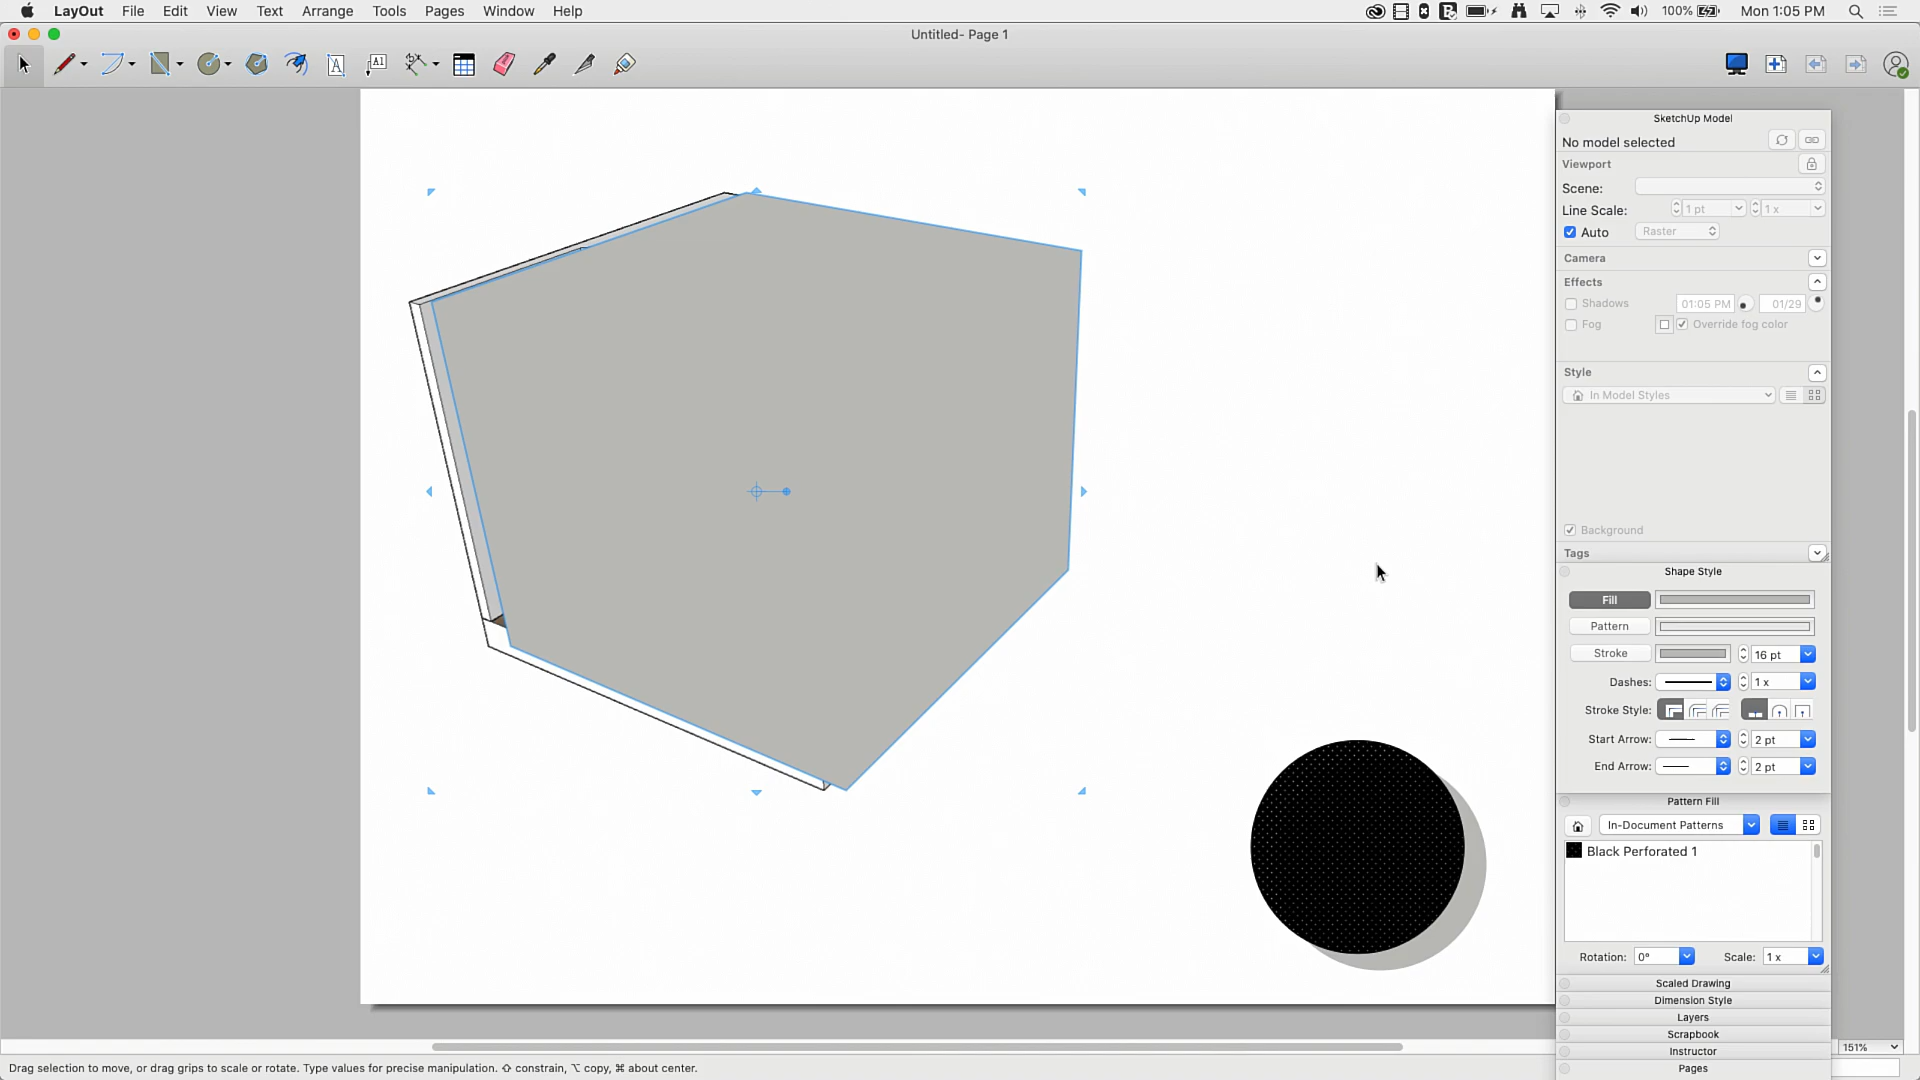 LayOut File Edit View Text Arrange Tools Pages Window Help 100% Mon 1:05 PM
Untitled- Page 1
A A1
SketchUp Model
No model selected
Viewport
Scene:
Line Scale: 1 pt 1 x
Auto Raster
Camera
Effects
Shadows 01:05 PM 01/29
Fog Override fog color
Style
In Model Styles
Background
Tags
Shape Style
Fill
Pattern
Stroke 16 pt
Dashes: 1 x
Stroke Style:
Start Arrow: 2 pt
End Arrow: 2 pt
Pattern Fill
In-Document Patterns
Black Perforated 1
Rotation: 0° Scale: 1 x
Scaled Drawing
Dimension Style
Layers
Scrapbook
Instructor
Pages
151%
Drag selection to move, or drag grips to scale or rotate. Type values for precise manipulation. ⇧ constrain, ⌥ copy, ⌘ about center.